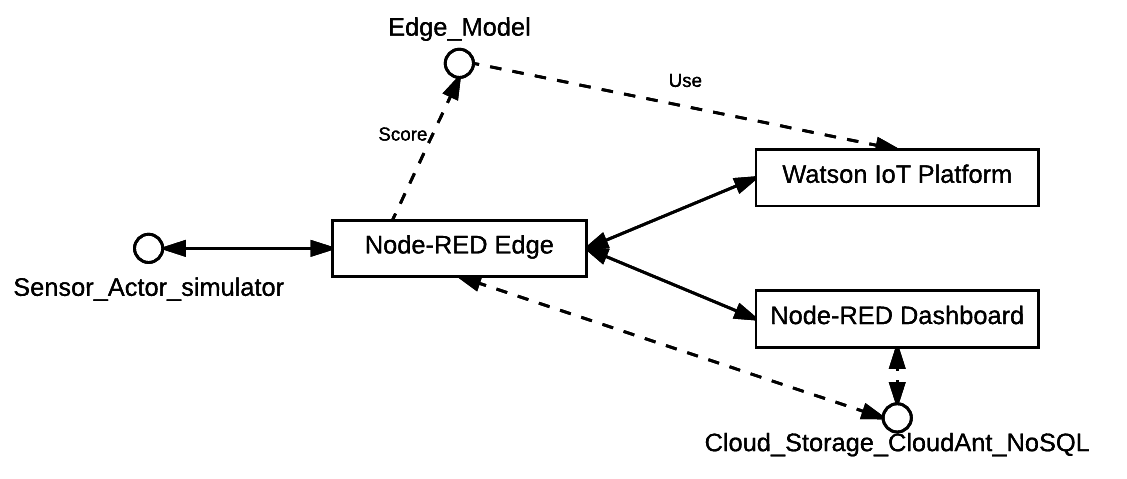 Edge_Model
Use
Score
Watson IoT Platform
Node-RED Edge
Sensor_Actor_simulator
Node-RED Dashboard
Cloud_Storage_CloudAnt_NoSQL